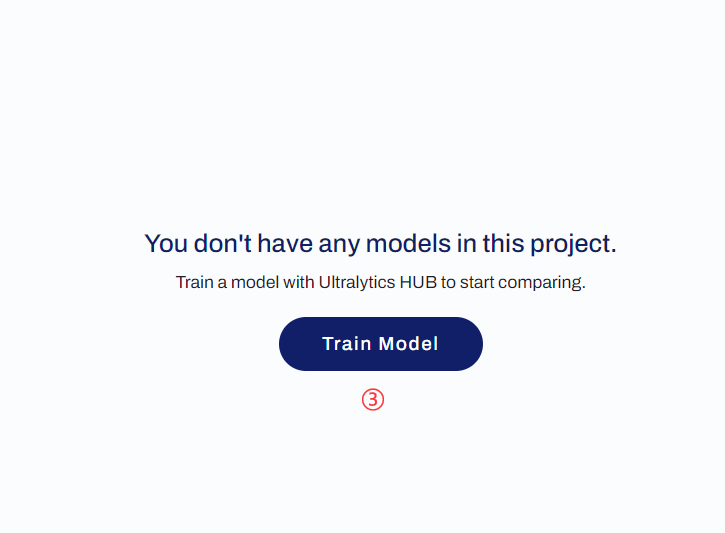 You don't have any models in this project.
Train a model with Ultralytics HUB to start comparing.
Train Model
③